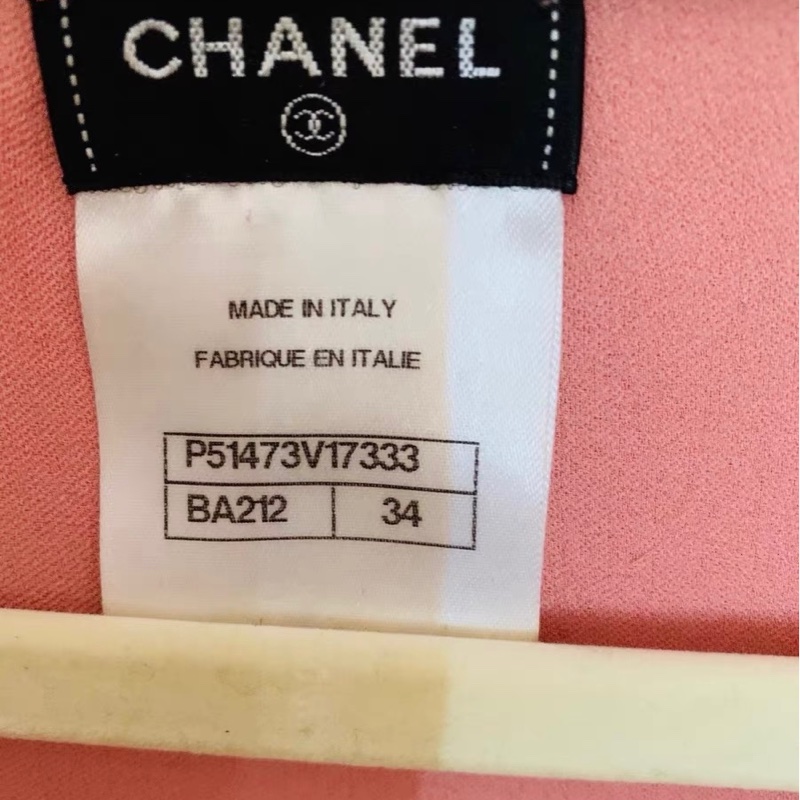 CHANEL
MADE IN ITALY
FABRIQUE EN ITALIE
P51473V17333
BA212 34